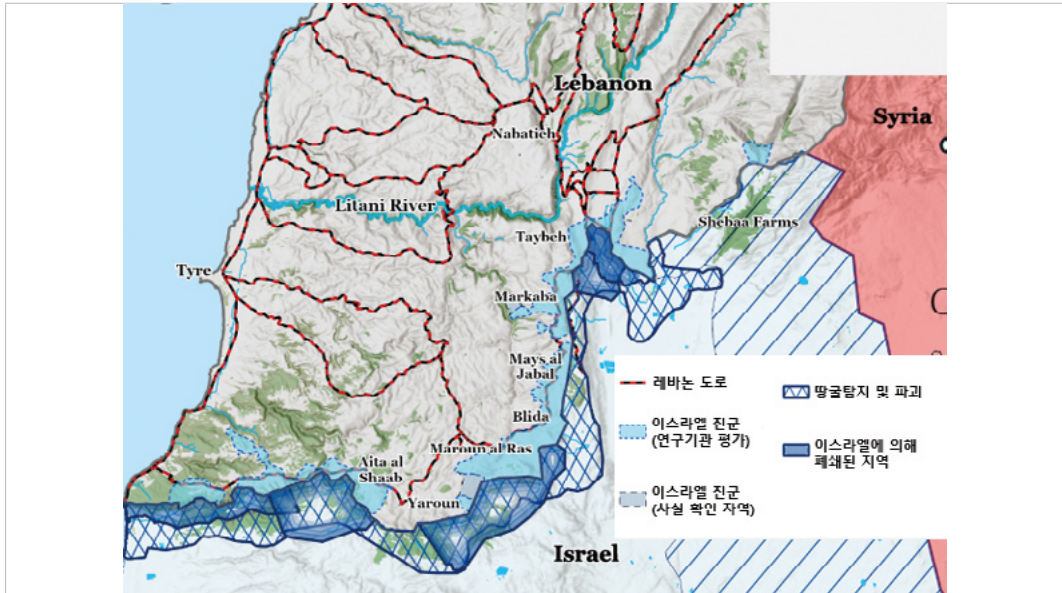 Lebanon
Syria
Nabatieh
Litani River
Shebaa Farms
Taybeh
Tyre
Markaba
Mays al
Jabal
Blida
Maroun al Ras
Aita al
Shaab
Yaroun
Israel
레바논 도로
이스라엘 진군
(연구기관 평가)
이스라엘 진군
(사실 확인 자역)
땅굴탐지 및 파괴
이스라엘에 의해
폐쇄된 지역